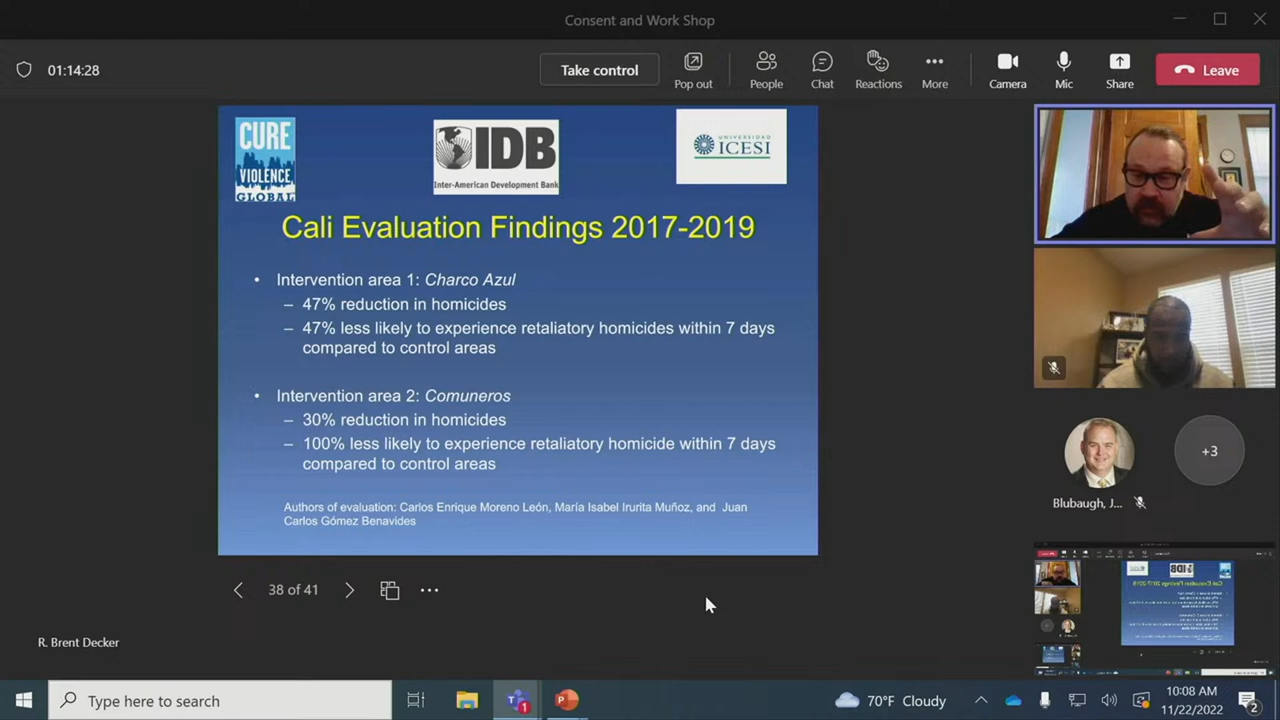 Consent and Work Shop
01:14:28
Take control
Pop out
People
Chat
Reactions
More
Camera
Mic
Share
Leave
CURE
VIOLENCE
GLOBAL
IDB
Inter-American Development Bank
UNIVERSIDAD
ICESI
Cali Evaluation Findings 2017-2019
• Intervention area 1: Charco Azul
– 47% reduction in homicides
– 47% less likely to experience retaliatory homicides within 7 days
compared to control areas
• Intervention area 2: Comuneros
– 30% reduction in homicides
– 100% less likely to experience retaliatory homicide within 7 days
compared to control areas
Authors of evaluation: Carlos Enrique Moreno León, María Isabel Irurita Muñoz, and Juan
Carlos Gómez Benavides
+3
Blubaugh, J...
38 of 41
R. Brent Decker
Type here to search
1
70°F Cloudy
10:08 AM
11/22/2022
2